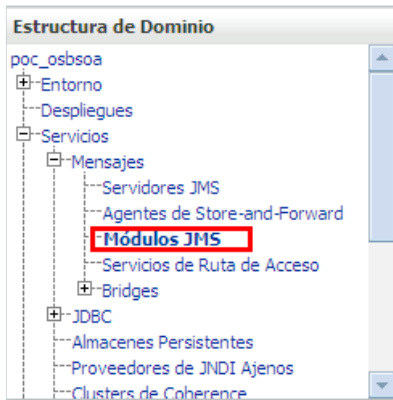 Estructura de Dominio
poc_osbsoa
Entorno
Despliegues
Servicios
Mensajes
Servidores JMS
Agentes de Store-and-Forward
Módulos JMS
Servicios de Ruta de Acceso
Bridges
JDBC
Almacenes Persistentes
Proveedores de JNDI Ajenos
Clusters de Coherence